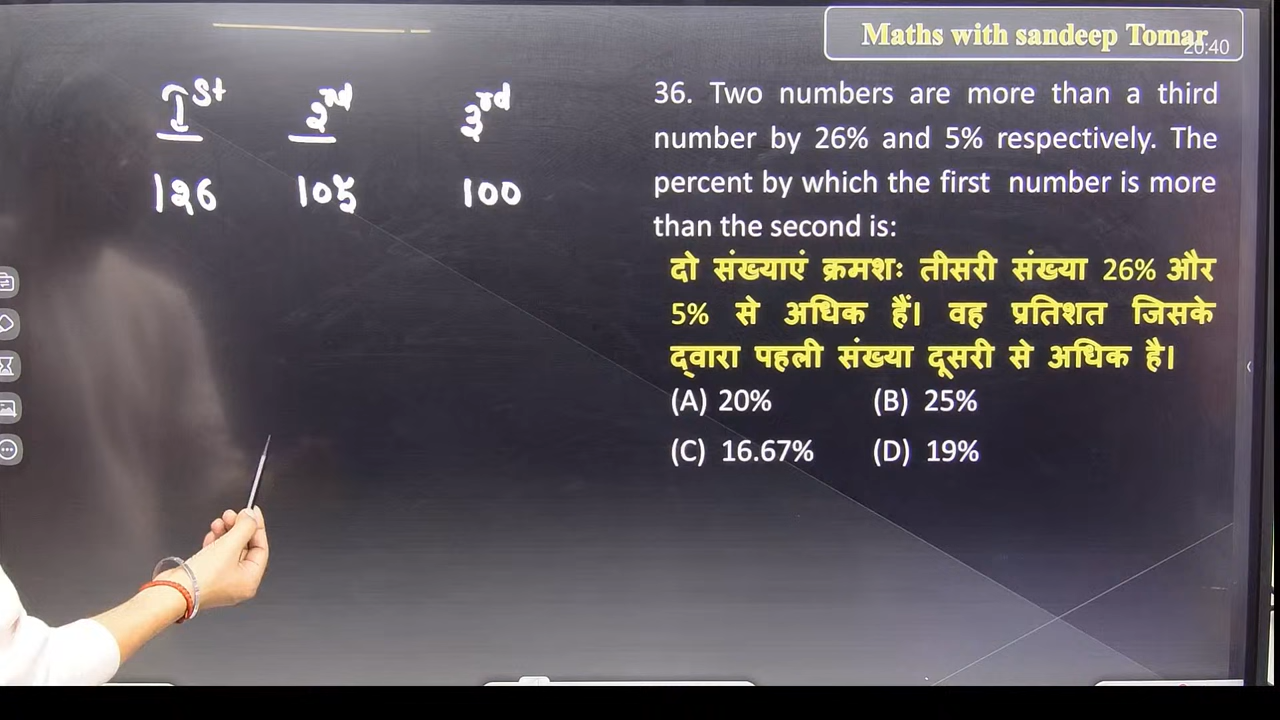 Maths with sandeep Tomar
20:40
Ist 2nd 3rd
126 105 100
36. Two numbers are more than a third
number by 26% and 5% respectively. The
percent by which the first number is more
than the second is:
दो संख्याएं क्रमशः तीसरी संख्या 26% और
5% से अधिक हैं। वह प्रतिशत जिसके
द्वारा पहली संख्या दूसरी से अधिक है।
(A) 20% (B) 25%
(C) 16.67% (D) 19%